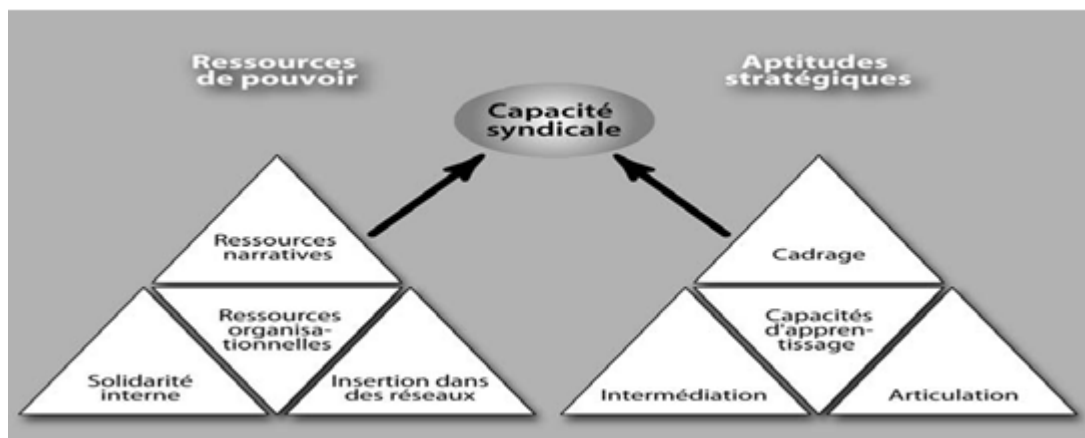 Ressources
de pouvoir
Aptitudes
stratégiques
Capacité
syndicale
Ressources
narratives
Ressources
organisa-
tionnelles
Solidarité
interne
Insertion dans
des réseaux
Cadrage
Capacités
d'appren-
tissage
Intermédiation
Articulation